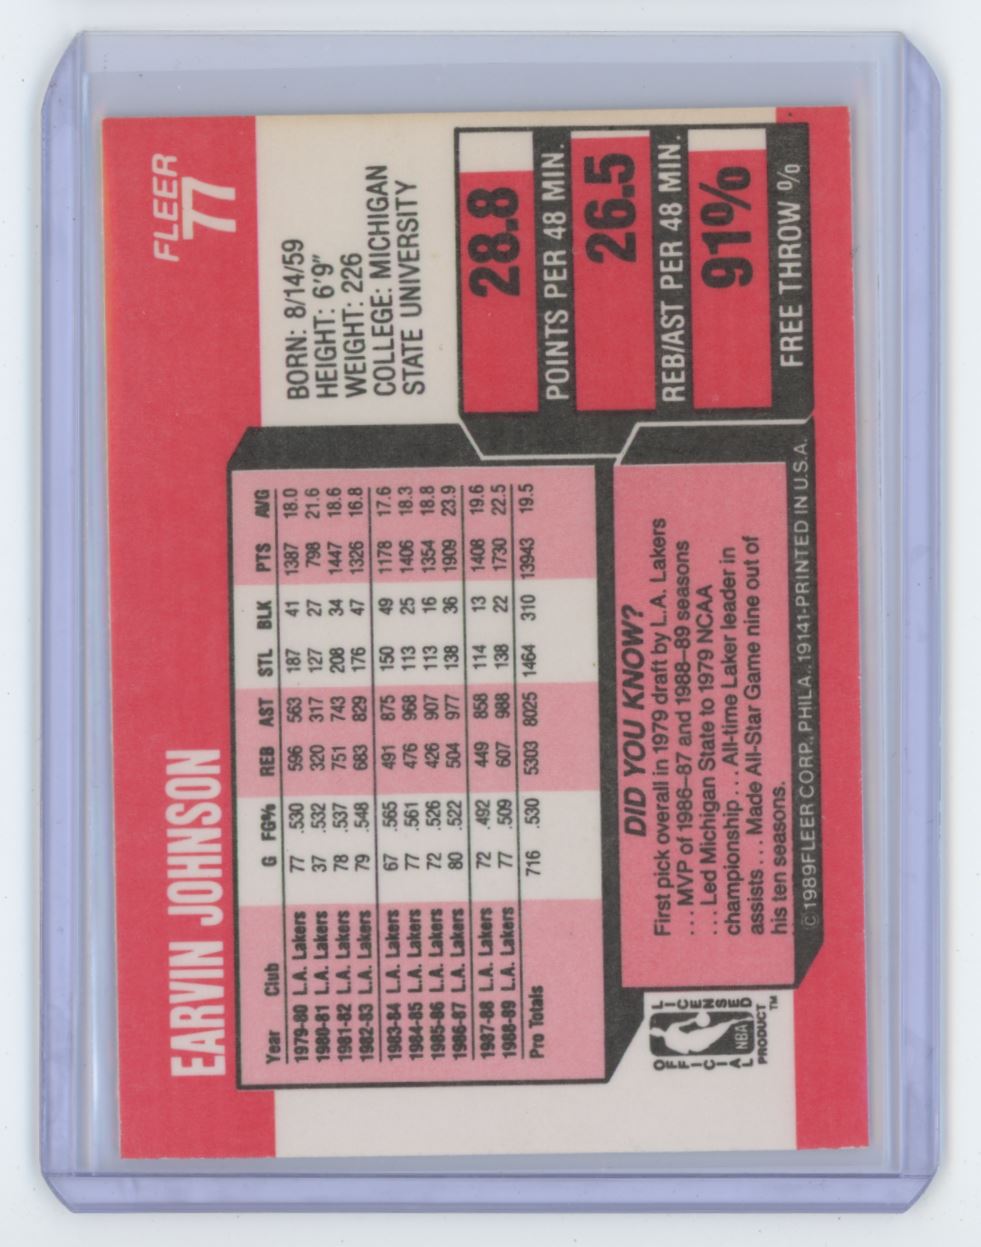 FLEER
77
EARVIN JOHNSON
BORN: 8/14/59
HEIGHT: 6'9"
WEIGHT: 226
COLLEGE: MICHIGAN
STATE UNIVERSITY
Year Club G FG% REB AST STL BLK PTS AVG
1979-80 L.A. Lakers 77 .530 596 563 187 41 1387 18.0
1980-81 L.A. Lakers 37 .532 320 317 127 27 798 21.6
1981-82 L.A. Lakers 78 .537 751 743 208 34 1447 18.6
1982-83 L.A. Lakers 79 .548 683 829 176 47 1326 16.8
1983-84 L.A. Lakers 67 .565 491 875 150 49 1178 17.6
1984-85 L.A. Lakers 77 .561 476 968 113 25 1406 18.3
1985-86 L.A. Lakers 72 .526 426 907 113 16 1354 18.8
1986-87 L.A. Lakers 80 .522 504 977 138 36 1909 23.9
1987-88 L.A. Lakers 72 .492 449 858 114 13 1408 19.6
1988-89 L.A. Lakers 77 .509 607 988 138 22 1730 22.5
Pro Totals 716 .530 5303 8025 1464 310 13943 19.5
28.8
POINTS PER 48 MIN.
26.5
REB/AST PER 48 MIN.
91%
FREE THROW %
DID YOU KNOW?
First pick overall in 1979 draft by L.A. Lakers
...MVP of 1986-87 and 1988-89 seasons
...Led Michigan State to 1979 NCAA
championship...All-time Laker leader in
assists...Made All-Star Game nine out of
his ten seasons.
OFFICIAL LICENSED
NBA
PRODUCT™
©1989 FLEER CORP., PHILA., 19141-PRINTED IN U.S.A.